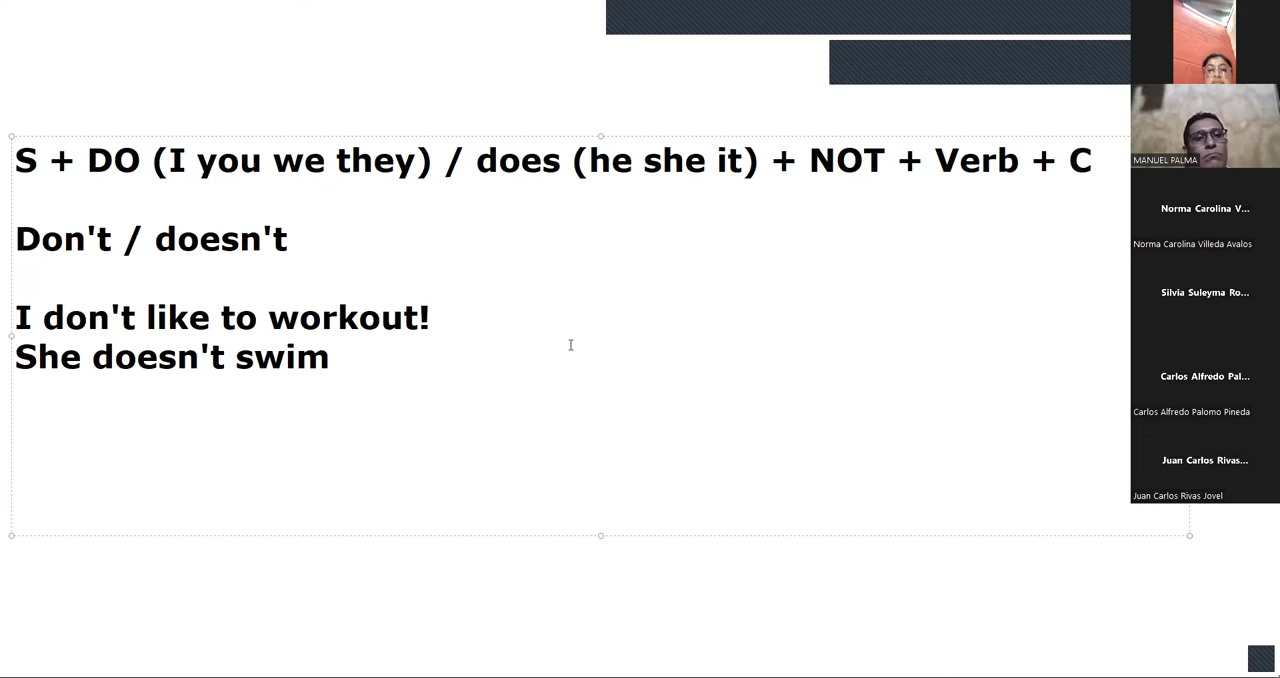 S + DO (I you we they) / does (he she it) + NOT + Verb + C
Don't / doesn't
I don't like to workout!
She doesn't swim
MANUEL PALMA
Norma Carolina V...
Norma Carolina Villeda Avalos
Silvia Suleyma Ro...
Carlos Alfredo Pal...
Carlos Alfredo Palomo Pineda
Juan Carlos Rivas...
Juan Carlos Rivas Jovel